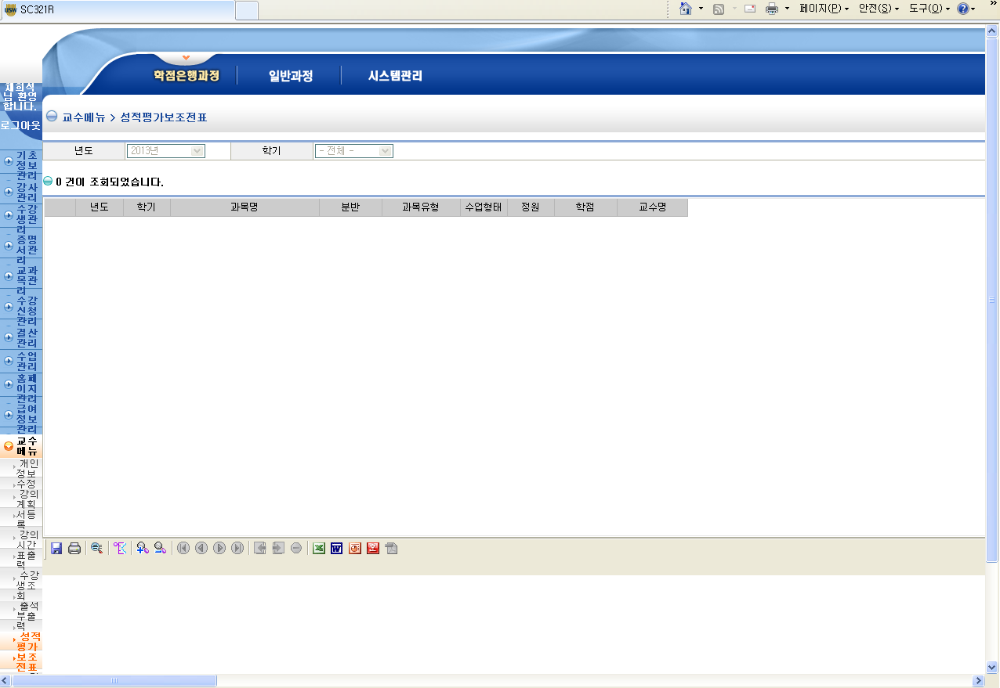 SC321R
페이지(P)
안전(S)
도구(O)
학점은행과정
일반과정
시스템관리
채희석
님 환영
합니다.
로그아웃
교수메뉴 > 성적평가보조전표
년도
2013년
학기
- 전체 -
0 건이 조회되었습니다.
년도
학기
과목명
분반
과목유형
수업형태
정원
학점
교수명
기초
정보
관리
강사
관리
수강
생관
리
증명
서관
리
교과
목관
리
수강
신청
관리
결산
관리
수업
관리
홈페
이지
관리
급여
정보
관리
교수
메뉴
개인
정보
수정
강의
계획
서등
록
강의
시간
표출
력
수강
생조
회
출석
부출
력
성적
평가
보조
전표